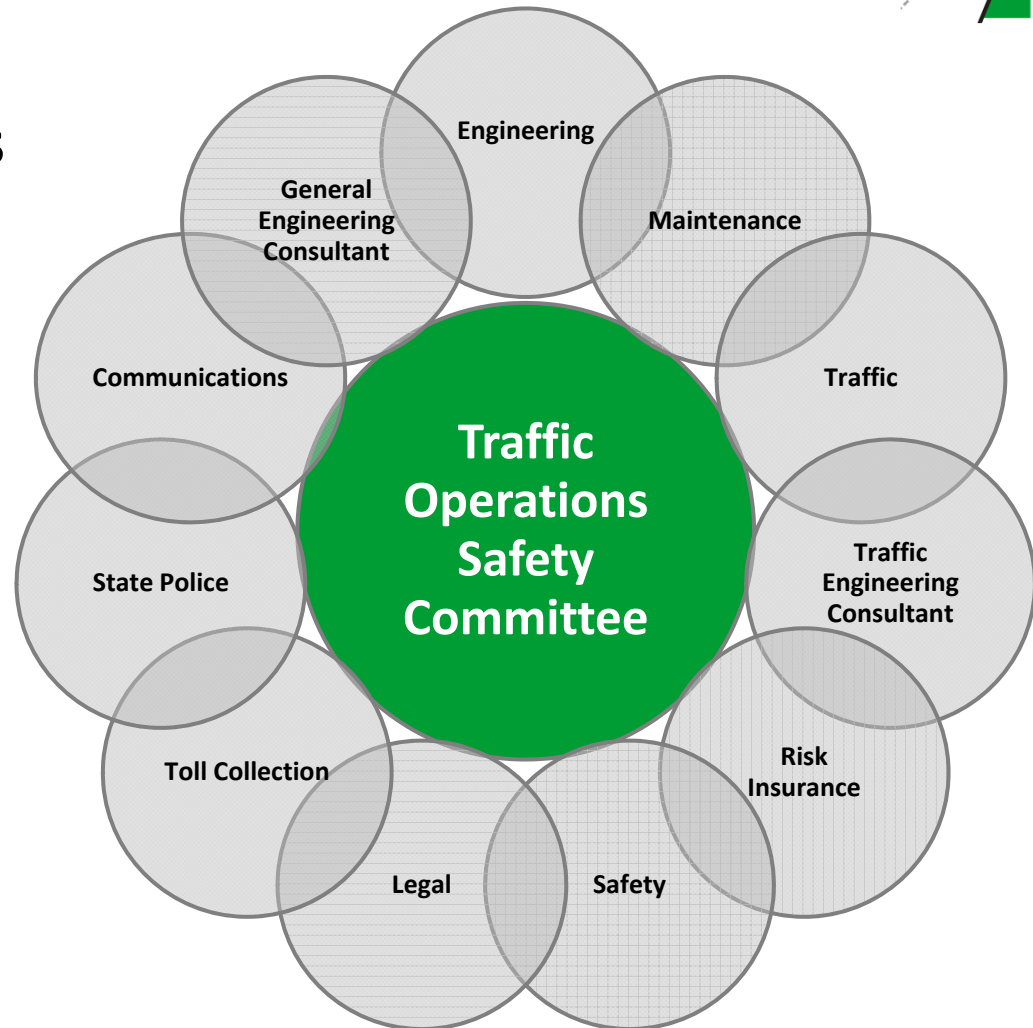 Engineering
General
Engineering
Consultant
Maintenance
Communications
Traffic
Traffic
Operations
Safety
Committee
State Police
Traffic
Engineering
Consultant
Toll Collection
Risk
Insurance
Legal
Safety